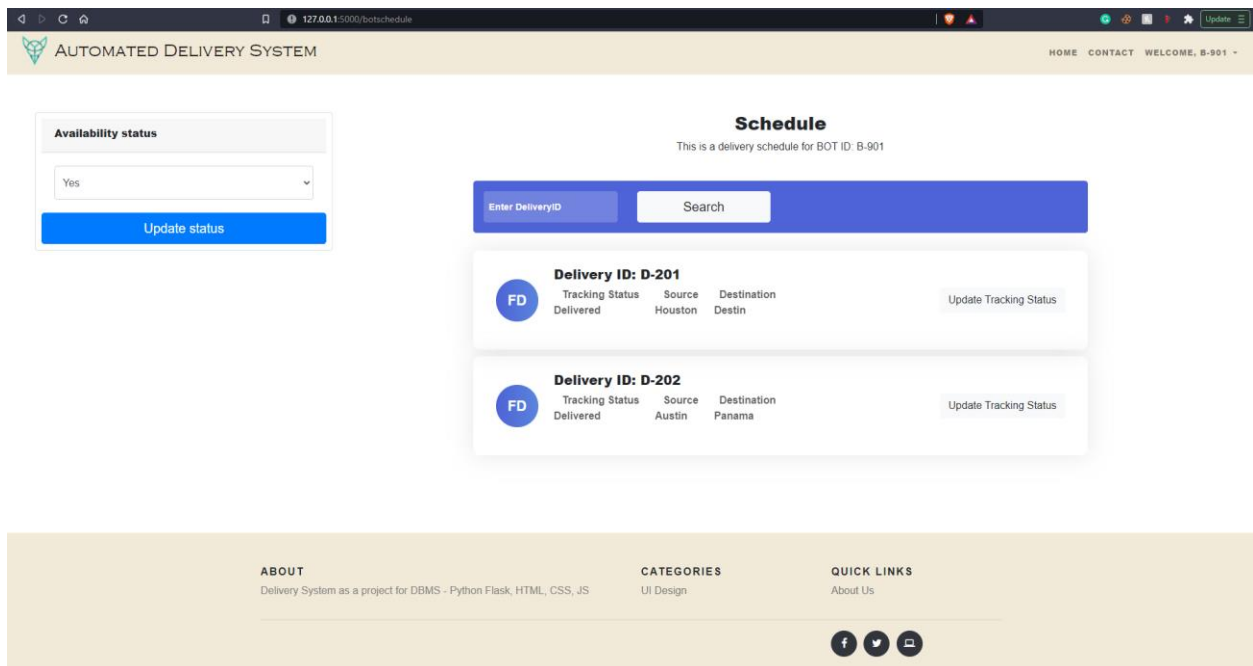 127.0.0.1:5000/botschedule
Update
AUTOMATED DELIVERY SYSTEM
HOME CONTACT WELCOME, B-901
Availability status
Yes
Update status
Schedule
This is a delivery schedule for BOT ID: B-901
Enter DeliveryID Search
FD
Delivery ID: D-201
Tracking Status Source Destination
Delivered Houston Destin
Update Tracking Status
FD
Delivery ID: D-202
Tracking Status Source Destination
Delivered Austin Panama
Update Tracking Status
ABOUT
Delivery System as a project for DBMS - Python Flask, HTML, CSS, JS
CATEGORIES
UI Design
QUICK LINKS
About Us